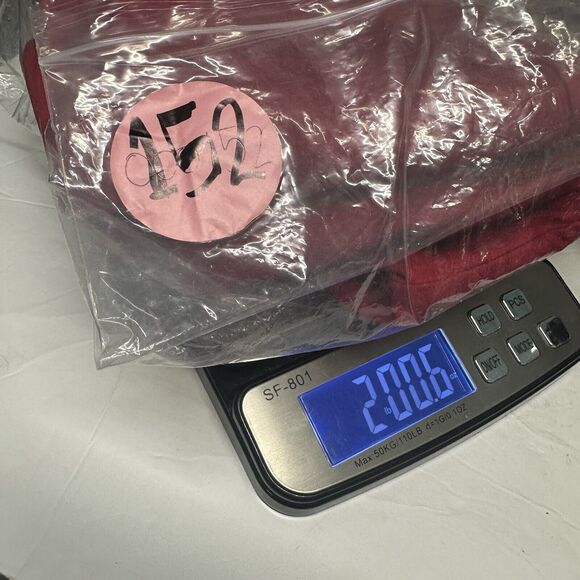 152
SF-801
2 lb 00.6 oz
HOLD
PCS
ON/OFF
MODE
Max 50KG/110LB d=1G/0.1OZ